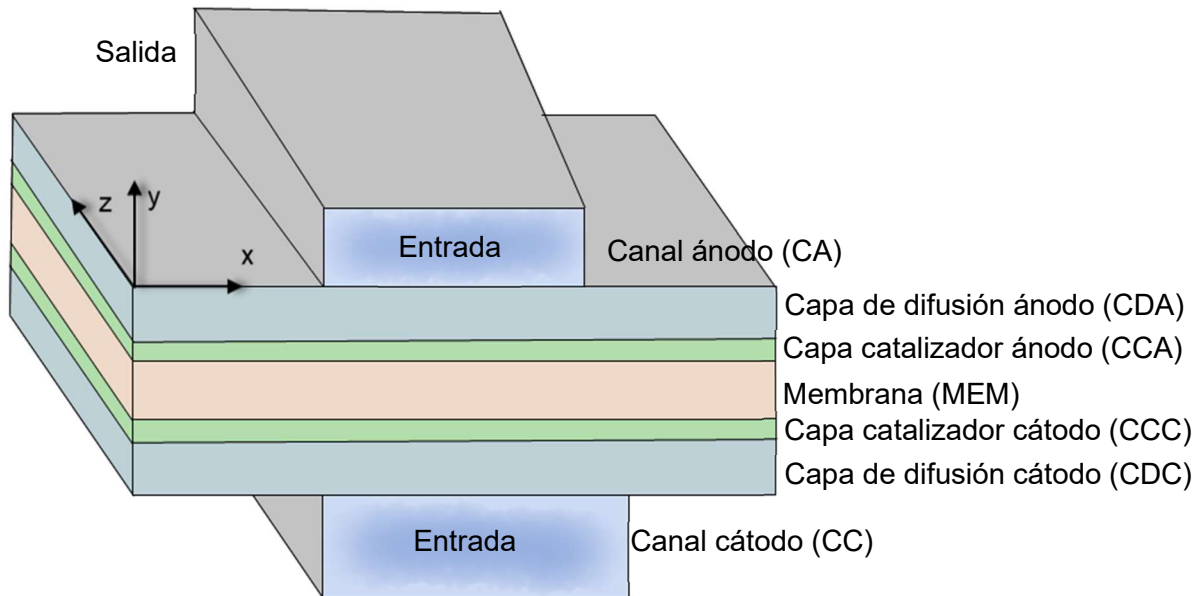 Salida
z
y
x
Entrada
Canal ánodo (CA)
Capa de difusión ánodo (CDA)
Capa catalizador ánodo (CCA)
Membrana (MEM)
Capa catalizador cátodo (CCC)
Capa de difusión cátodo (CDC)
Entrada
Canal cátodo (CC)